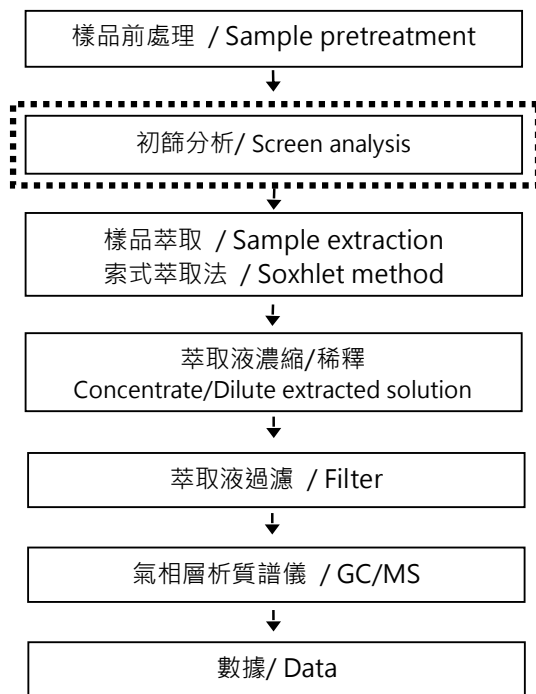 樣品前處理 / Sample pretreatment
初篩分析/ Screen analysis
樣品萃取 / Sample extraction
索式萃取法 / Soxhlet method
萃取液濃縮/稀釋
Concentrate/Dilute extracted solution
萃取液過濾 / Filter
氣相層析質譜儀 / GC/MS
數據/ Data